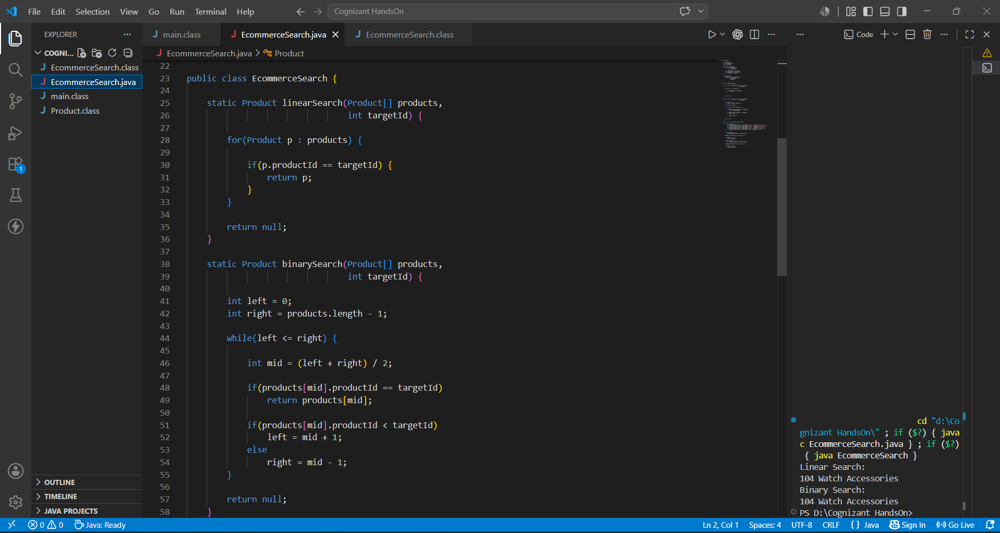 File Edit Selection View Go Run Terminal Help
Cognizant HandsOn
EXPLORER
COGNI...
EcommerceSearch.class
EcommerceSearch.java
main.class
Product.class
OUTLINE
TIMELINE
JAVA PROJECTS
main.class
EcommerceSearch.java
EcommerceSearch.class
Code
EcommerceSearch.java > Product
22
23 public class EcommerceSearch {
24
25 static Product linearSearch(Product[] products,
26 int targetId) {
27
28 for(Product p : products) {
29
30 if(p.productId == targetId) {
31 return p;
32 }
33 }
34
35 return null;
36 }
37
38 static Product binarySearch(Product[] products,
39 int targetId) {
40
41 int left = 0;
42 int right = products.length - 1;
43
44 while(left <= right) {
45
46 int mid = (left + right) / 2;
47
48 if(products[mid].productId == targetId)
49 return products[mid];
50
51 if(products[mid].productId < targetId)
52 left = mid + 1;
53 else
54 right = mid - 1;
55 }
56
57 return null;
58 }
cd "d:\Co
gnizant HandsOn\" ; if ($?) { java
c EcommerceSearch.java } ; if ($?)
{ java EcommerceSearch }
Linear Search:
104 Watch Accessories
Binary Search:
104 Watch Accessories
PS D:\Cognizant HandsOn>
1
0 0 Java: Ready
Ln 2, Col 1 Spaces: 4 UTF-8 CRLF {} Java Sign In Go Live